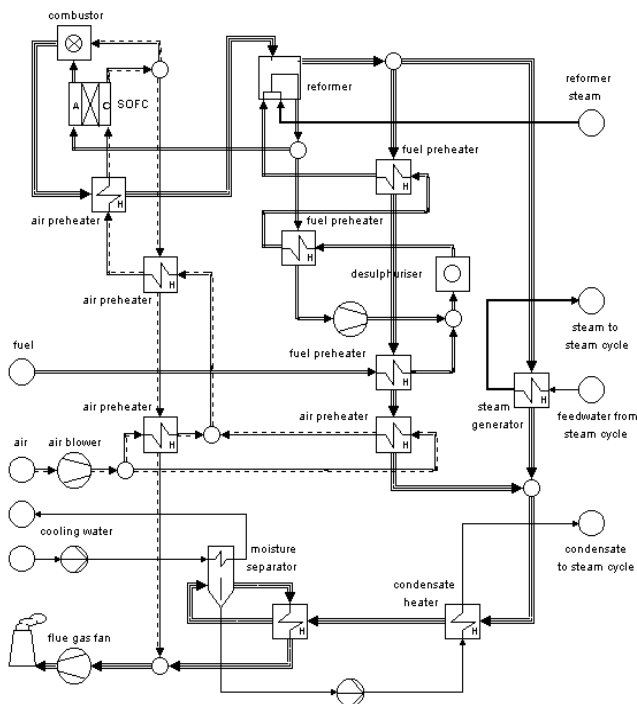 combustor
A
C
SOFC
reformer
reformer
steam
fuel preheater
H
H
air preheater
fuel preheater
H
desulphuriser
H
air preheater
steam to
steam cycle
fuel
fuel preheater
H
H
air preheater
air preheater
steam
generator
feedwater from
steam cycle
air
air blower
H
H
cooling water
moisture
separator
condensate
heater
condensate
to steam cycle
flue gas fan
H
H